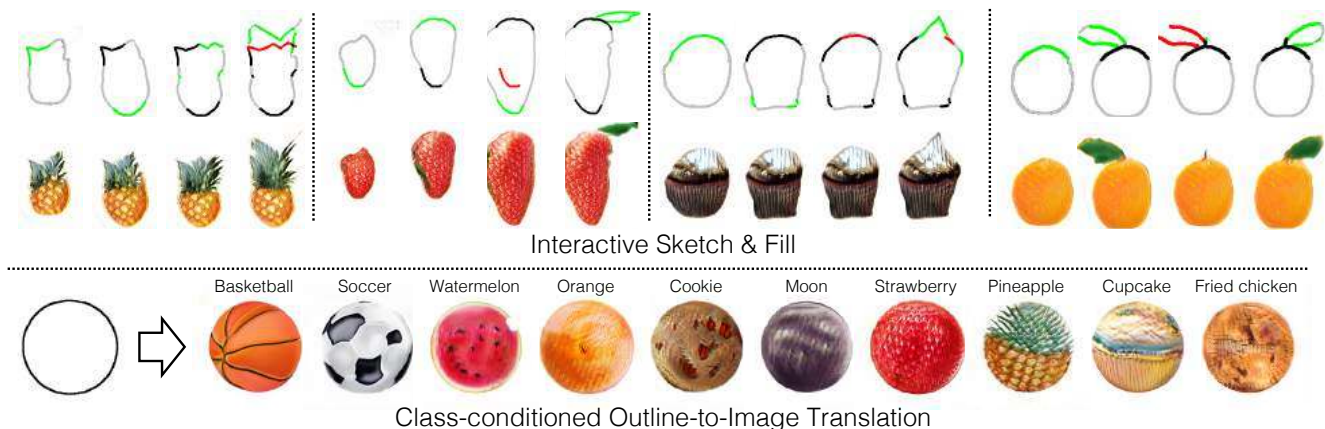 Interactive Sketch & Fill
Basketball Soccer Watermelon Orange Cookie Moon Strawberry Pineapple Cupcake Fried chicken
Class-conditioned Outline-to-Image Translation